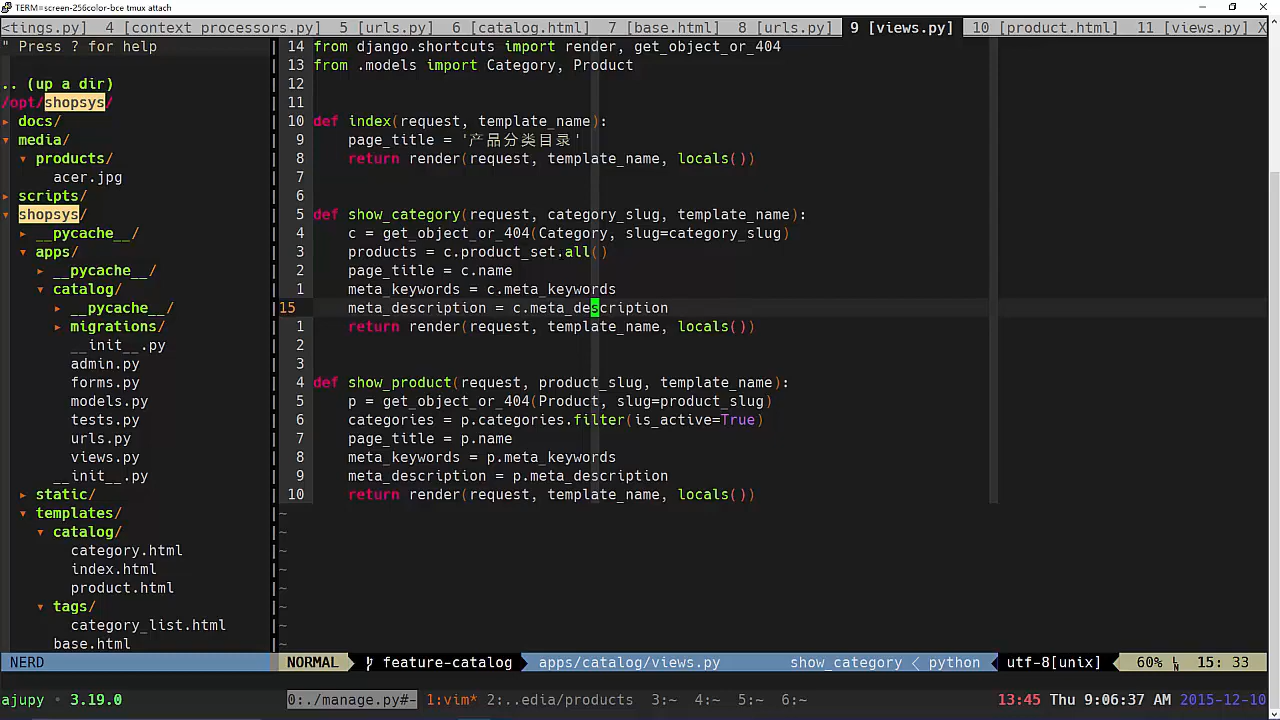 TERM=screen-256color-bce tmux attach
<tings.py] 4 [context_processors.py] 5 [urls.py] 6 [catalog.html] 7 [base.html] 8 [urls.py] 9 [views.py] 10 [product.html] 11 [views.py] X
" Press ? for help
.. (up a dir)
/opt/shopsys/
▸ docs/
▾ media/
▾ products/
acer.jpg
▸ scripts/
▾ shopsys/
▸ __pycache__/
▾ apps/
▸ __pycache__/
▾ catalog/
▸ __pycache__/
▸ migrations/
__init__.py
admin.py
forms.py
models.py
tests.py
urls.py
views.py
__init__.py
▸ static/
▾ templates/
▾ catalog/
category.html
index.html
product.html
▾ tags/
category_list.html
base.html
NERD
14 from django.shortcuts import render, get_object_or_404
13 from .models import Category, Product
12
11
10 def index(request, template_name):
9 page_title = '产品分类目录'
8 return render(request, template_name, locals())
7
6
5 def show_category(request, category_slug, template_name):
4 c = get_object_or_404(Category, slug=category_slug)
3 products = c.product_set.all()
2 page_title = c.name
1 meta_keywords = c.meta_keywords
15 meta_description = c.meta_description
1 return render(request, template_name, locals())
2
3
4 def show_product(request, product_slug, template_name):
5 p = get_object_or_404(Product, slug=product_slug)
6 categories = p.categories.filter(is_active=True)
7 page_title = p.name
8 meta_keywords = p.meta_keywords
9 meta_description = p.meta_description
10 return render(request, template_name, locals())
~
~
~
~
~
~
~
~
NORMAL feature-catalog apps/catalog/views.py show_category < python utf-8[unix] 60% 15: 33
ajupy • 3.19.0 0:./manage.py#- 1:vim* 2:..edia/products 3:~ 4:~ 5:~ 6:~ 13:45 Thu 9:06:37 AM 2015-12-10